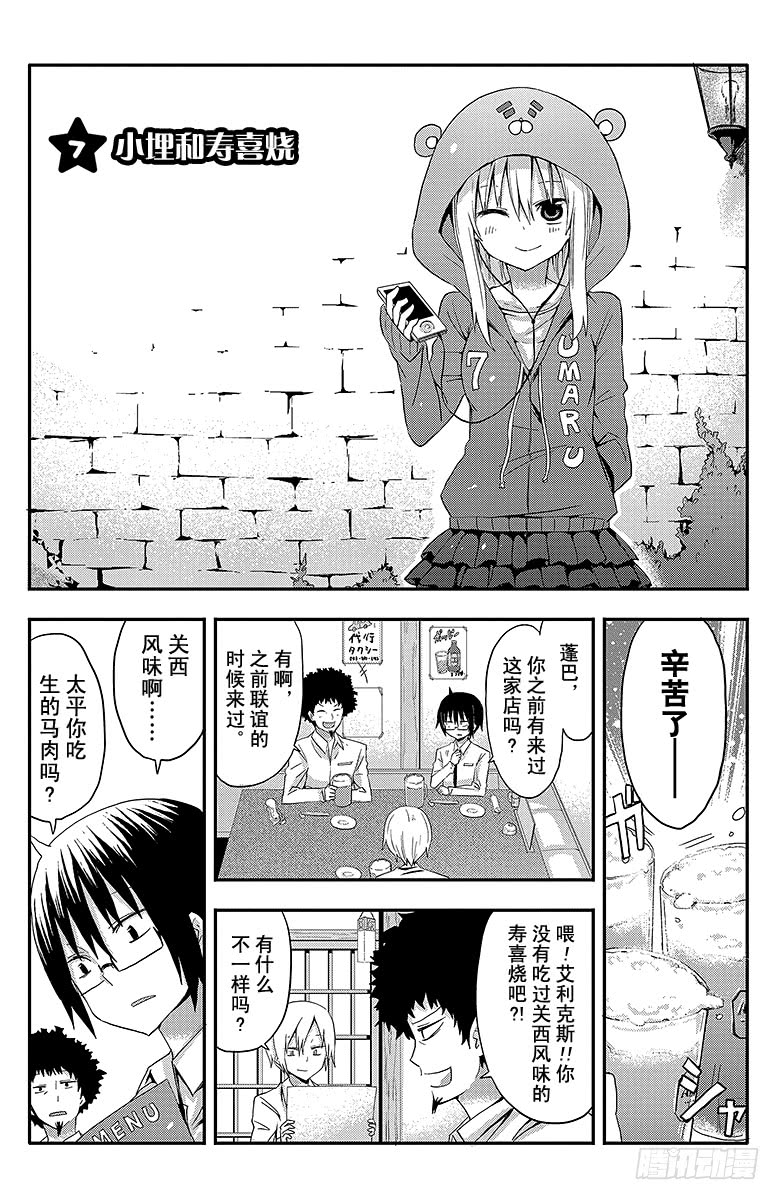 7 小埋和寿喜烧
7
UMARU
辛苦了——
ガ
シャ
蓬巴，
你之前有来过
这家店吗？
有啊，
之前联谊的
时候来过。
代行
タクシー
喂！艾利克斯!!你
没有吃过关西风味的
寿喜烧吧?!
有什么
不一样吗？
关西
风味啊……
太平你吃
生的马肉吗？
MENU
腾讯动漫